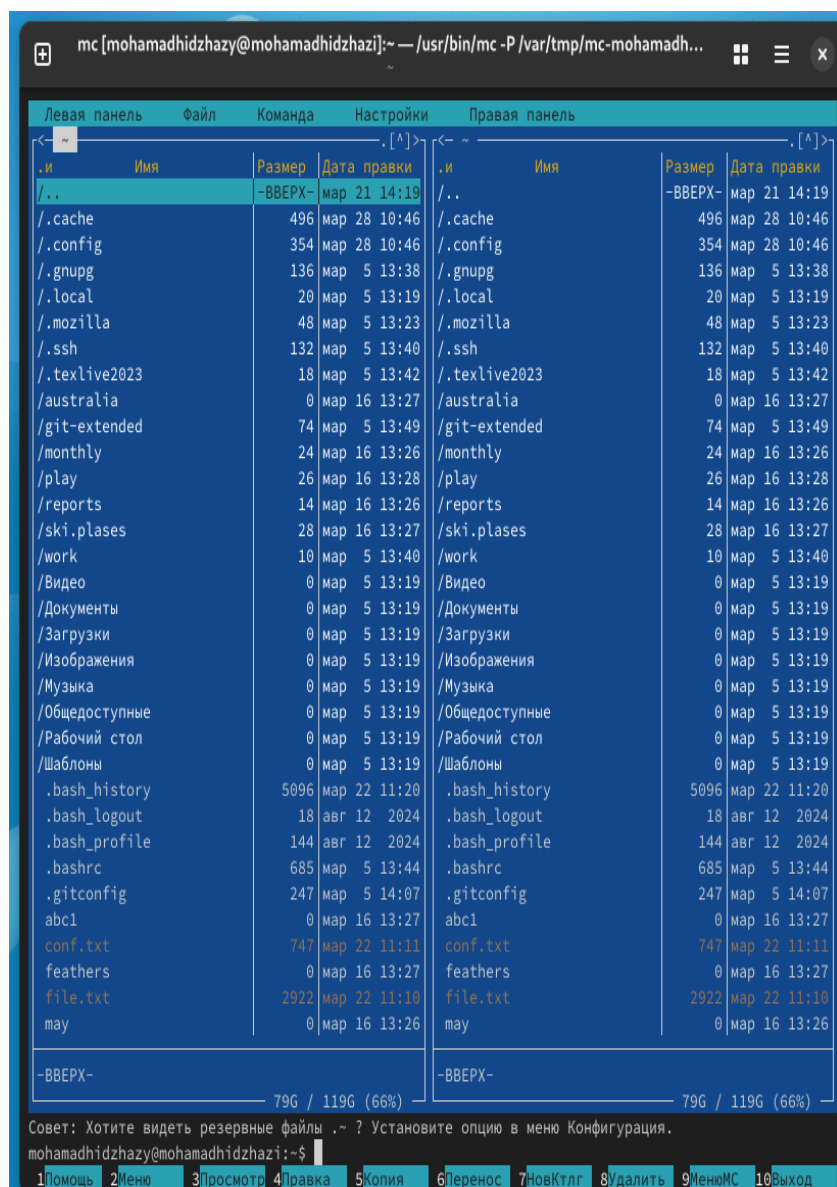 mc [mohamadhidzhazy@mohamadhidzhazi]:~ — /usr/bin/mc -P /var/tmp/mc-mohamadh...
~
Левая панель Файл Команда Настройки Правая панель
<— ~ .[^]> <— ~ .[^]>
.и Имя Размер Дата правки .и Имя Размер Дата правки
/.. -ВВЕРХ- мар 21 14:19 /.. -ВВЕРХ- мар 21 14:19
/.cache 496 мар 28 10:46 /.cache 496 мар 28 10:46
/.config 354 мар 28 10:46 /.config 354 мар 28 10:46
/.gnupg 136 мар 5 13:38 /.gnupg 136 мар 5 13:38
/.local 20 мар 5 13:19 /.local 20 мар 5 13:19
/.mozilla 48 мар 5 13:23 /.mozilla 48 мар 5 13:23
/.ssh 132 мар 5 13:40 /.ssh 132 мар 5 13:40
/.texlive2023 18 мар 5 13:42 /.texlive2023 18 мар 5 13:42
/australia 0 мар 16 13:27 /australia 0 мар 16 13:27
/git-extended 74 мар 5 13:49 /git-extended 74 мар 5 13:49
/monthly 24 мар 16 13:26 /monthly 24 мар 16 13:26
/play 26 мар 16 13:28 /play 26 мар 16 13:28
/reports 14 мар 16 13:26 /reports 14 мар 16 13:26
/ski.plases 28 мар 16 13:27 /ski.plases 28 мар 16 13:27
/work 10 мар 5 13:40 /work 10 мар 5 13:40
/Видео 0 мар 5 13:19 /Видео 0 мар 5 13:19
/Документы 0 мар 5 13:19 /Документы 0 мар 5 13:19
/Загрузки 0 мар 5 13:19 /Загрузки 0 мар 5 13:19
/Изображения 0 мар 5 13:19 /Изображения 0 мар 5 13:19
/Музыка 0 мар 5 13:19 /Музыка 0 мар 5 13:19
/Общедоступные 0 мар 5 13:19 /Общедоступные 0 мар 5 13:19
/Рабочий стол 0 мар 5 13:19 /Рабочий стол 0 мар 5 13:19
/Шаблоны 0 мар 5 13:19 /Шаблоны 0 мар 5 13:19
.bash_history 5096 мар 22 11:20 .bash_history 5096 мар 22 11:20
.bash_logout 18 авг 12 2024 .bash_logout 18 авг 12 2024
.bash_profile 144 авг 12 2024 .bash_profile 144 авг 12 2024
.bashrc 685 мар 5 13:44 .bashrc 685 мар 5 13:44
.gitconfig 247 мар 5 14:07 .gitconfig 247 мар 5 14:07
abc1 0 мар 16 13:27 abc1 0 мар 16 13:27
conf.txt 747 мар 22 11:11 conf.txt 747 мар 22 11:11
feathers 0 мар 16 13:27 feathers 0 мар 16 13:27
file.txt 2922 мар 22 11:10 file.txt 2922 мар 22 11:10
may 0 мар 16 13:26 may 0 мар 16 13:26
-ВВЕРХ- -ВВЕРХ-
79G / 119G (66%) 79G / 119G (66%)
Совет: Хотите видеть резервные файлы .~ ? Установите опцию в меню Конфигурация.
mohamadhidzhazy@mohamadhidzhazi:~$
1Помощь 2Меню 3Просмотр 4Правка 5Копия 6Перенос 7НовКтлг 8Удалить 9МенюMC 10Выход